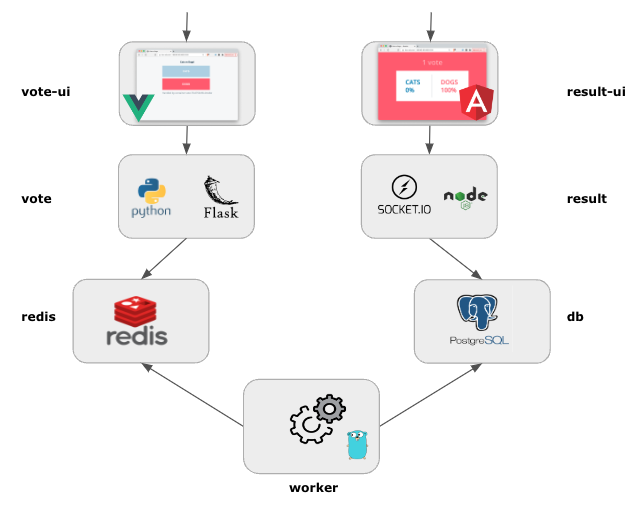 1 vote
CATS
DOGS
0%
100%
vote-ui
result-ui
vote
python
Flask
SOCKET.IO
node
result
redis
redis
PostgreSQL
db
worker